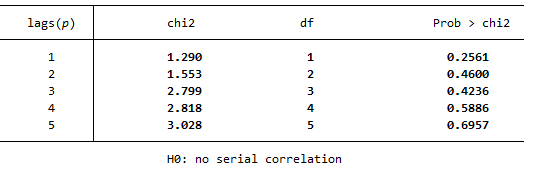 lags(p) chi2 df Prob > chi2
1 1.290 1 0.2561
2 1.553 2 0.4600
3 2.799 3 0.4236
4 2.818 4 0.5886
5 3.028 5 0.6957
H0: no serial correlation